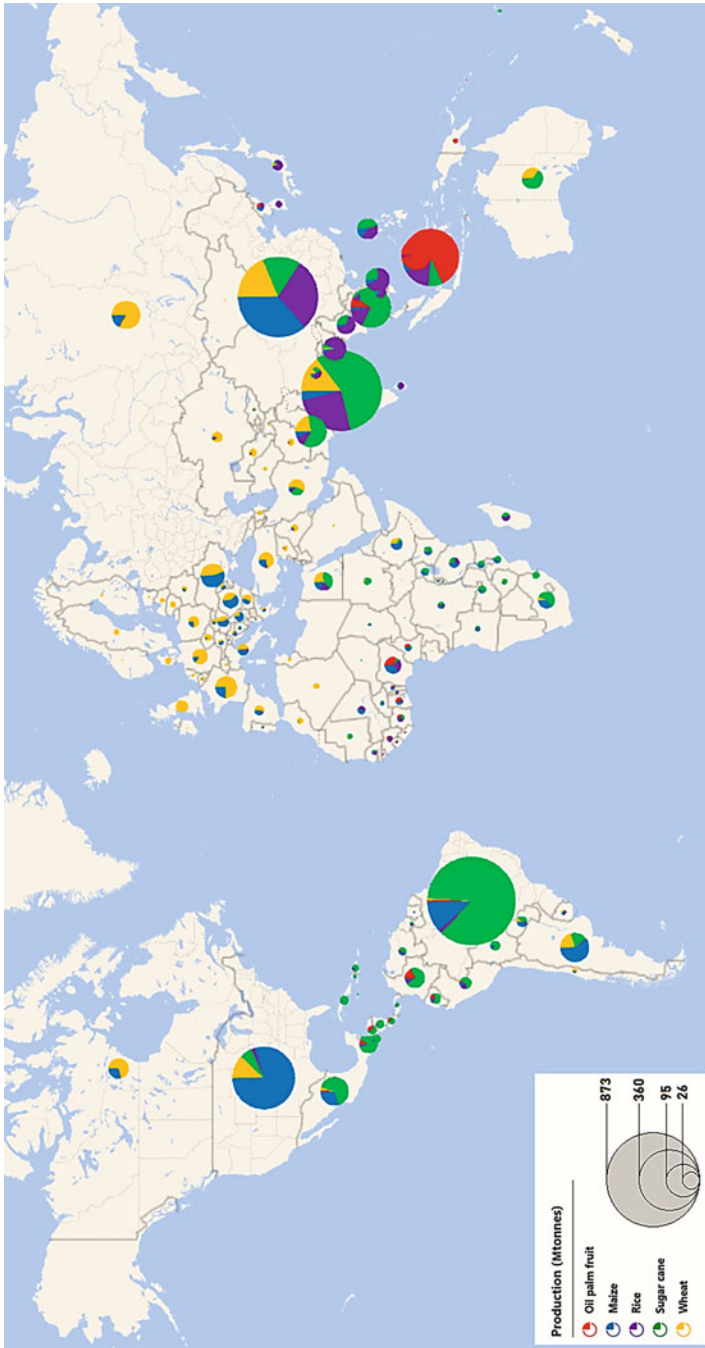 Production (Mtonnes)
Oil palm fruit
Maize
Rice
Sugar cane
Wheat
873
360
95
26